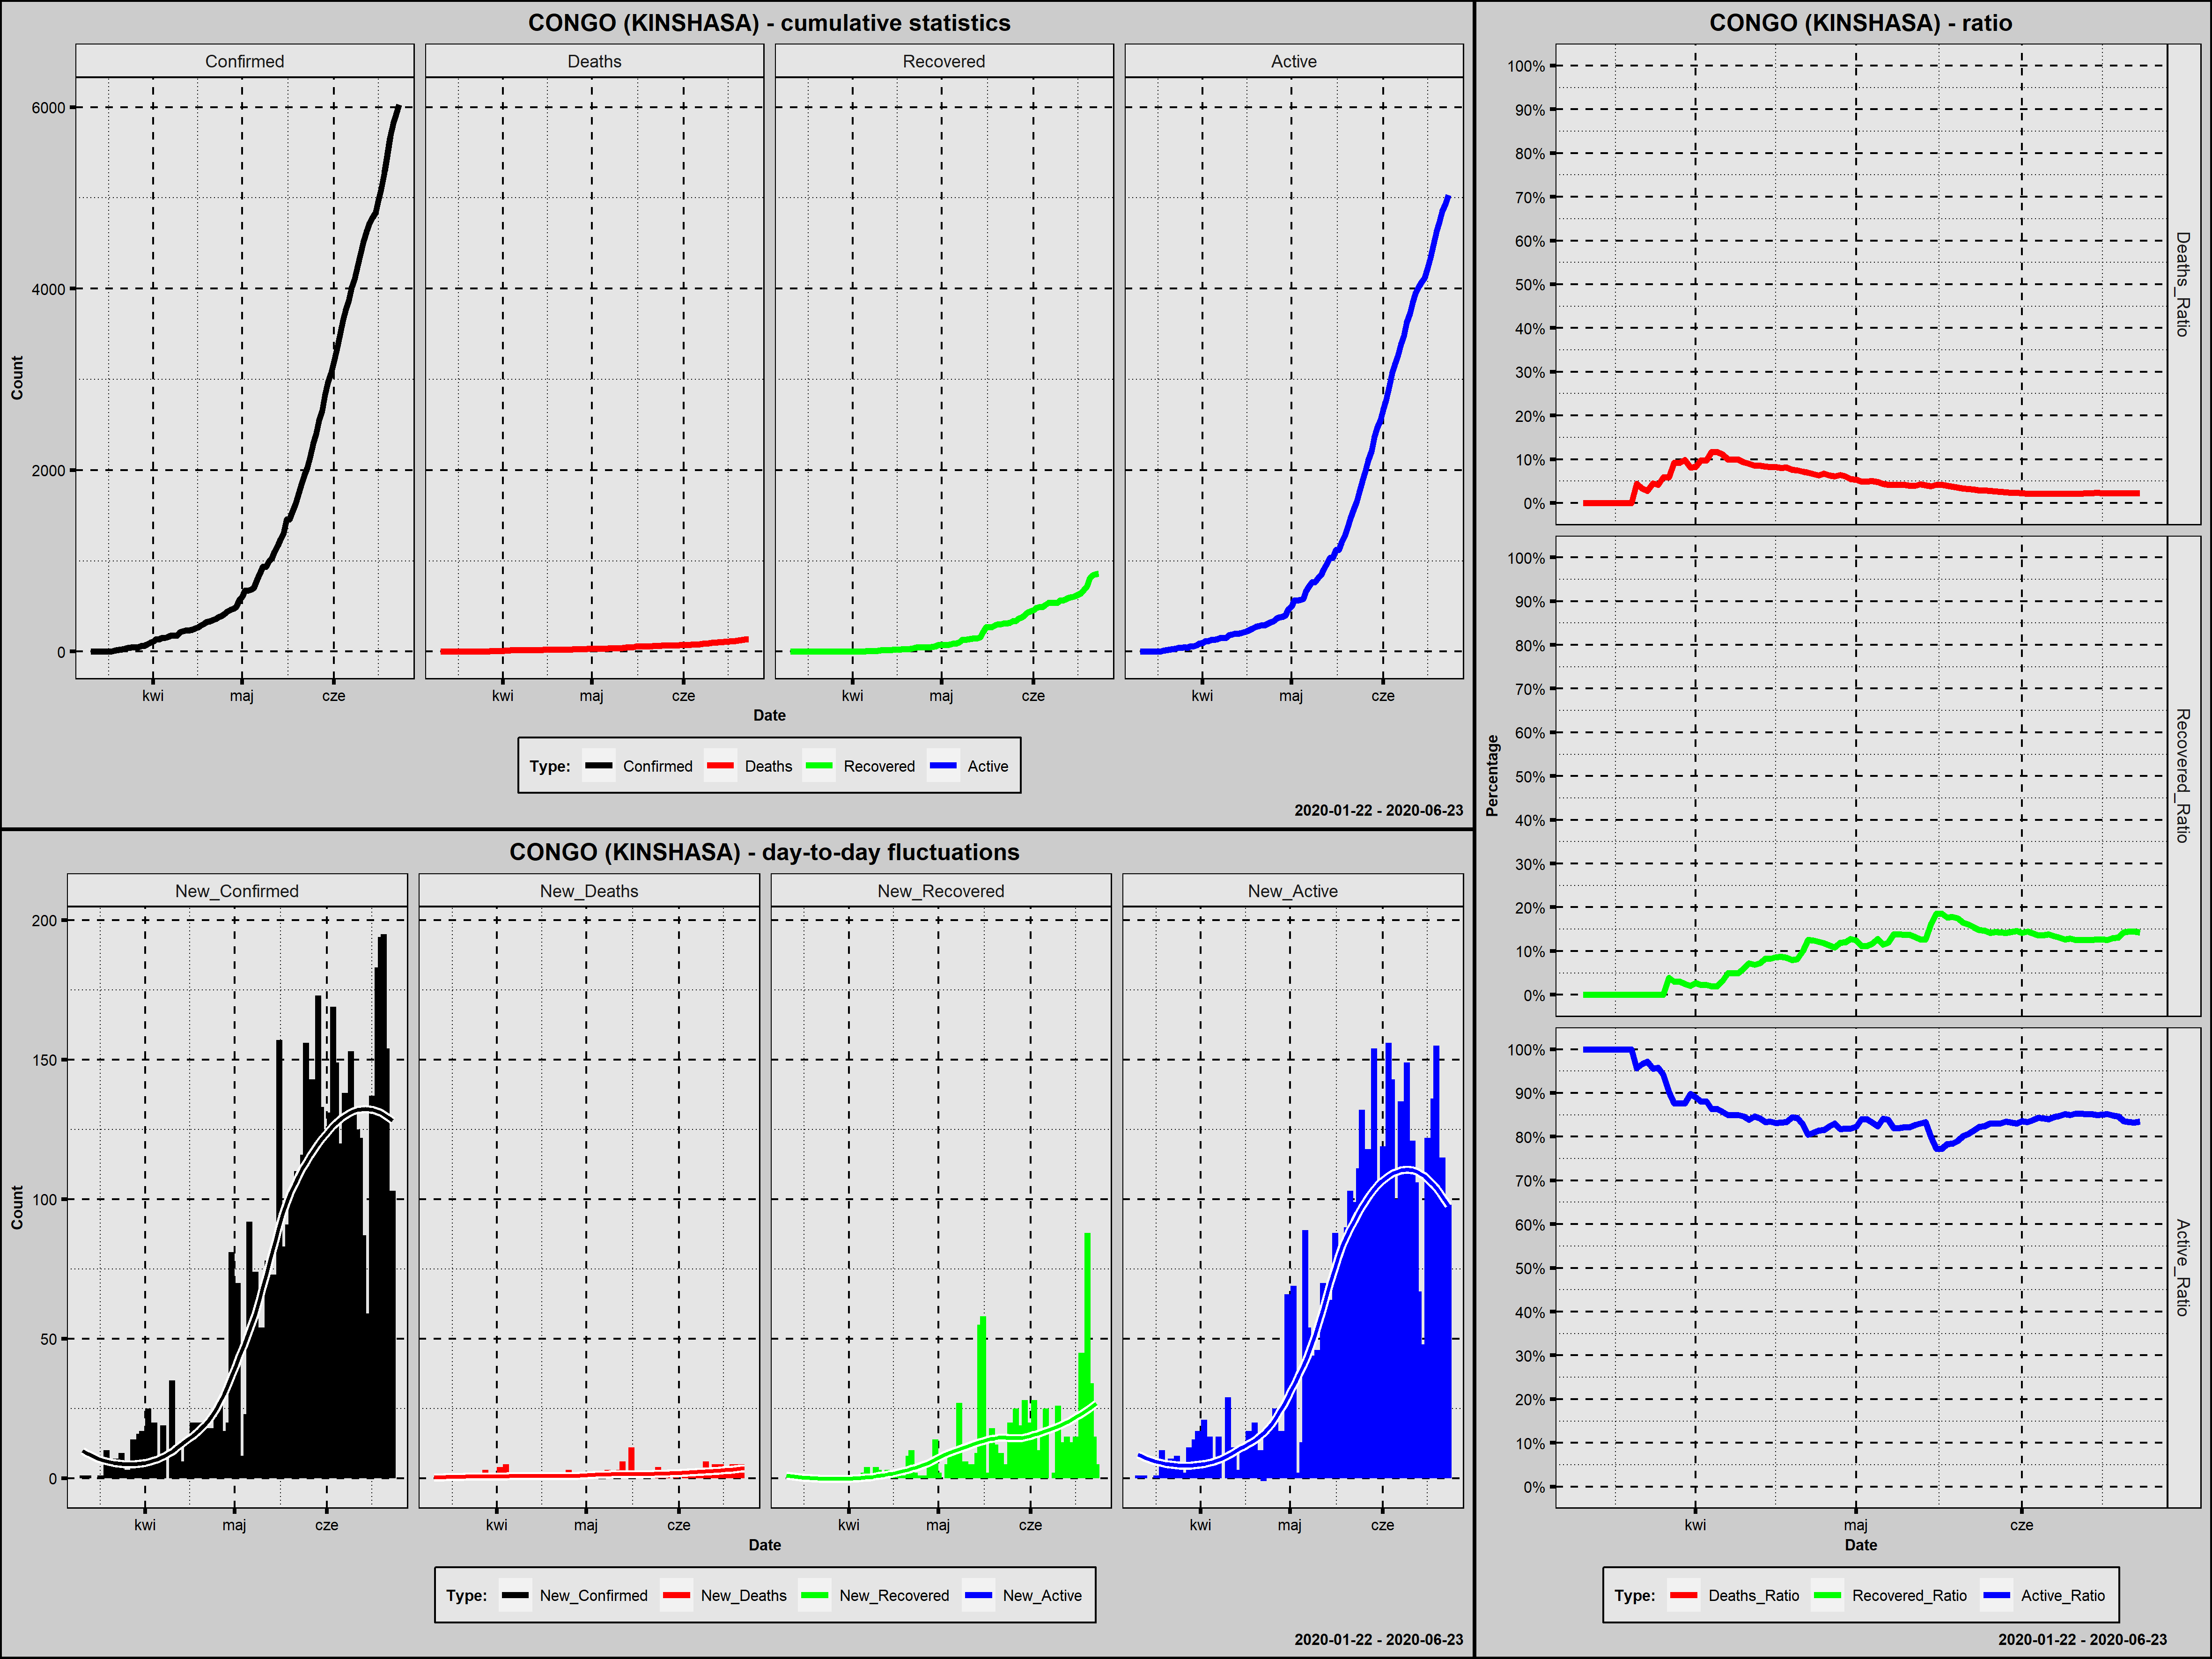 CONGO (KINSHASA) - cumulative statistics
Confirmed Deaths Recovered Active
6000
4000
2000
0
Count
kwi maj cze kwi maj cze kwi maj cze kwi maj cze
Date
Type: Confirmed Deaths Recovered Active
2020-01-22 - 2020-06-23
CONGO (KINSHASA) - day-to-day fluctuations
New_Confirmed New_Deaths New_Recovered New_Active
200
150
100
50
0
Count
kwi maj cze kwi maj cze kwi maj cze kwi maj cze
Date
Type: New_Confirmed New_Deaths New_Recovered New_Active
2020-01-22 - 2020-06-23
CONGO (KINSHASA) - ratio
100%
90%
80%
70%
60%
50%
40%
30%
20%
10%
0%
Deaths_Ratio
100%
90%
80%
70%
60%
50%
40%
30%
20%
10%
0%
Recovered_Ratio
Percentage
100%
90%
80%
70%
60%
50%
40%
30%
20%
10%
0%
Active_Ratio
kwi maj cze
Date
Type: Deaths_Ratio Recovered_Ratio Active_Ratio
2020-01-22 - 2020-06-23